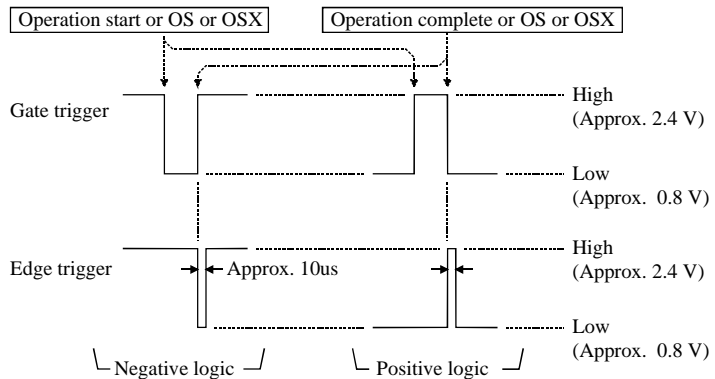 Operation start or OS or OSX
Operation complete or OS or OSX
Gate trigger
High
(Approx. 2.4 V)
Low
(Approx. 0.8 V)
Edge trigger
Approx. 10us
High
(Approx. 2.4 V)
Low
(Approx. 0.8 V)
Negative logic
Positive logic